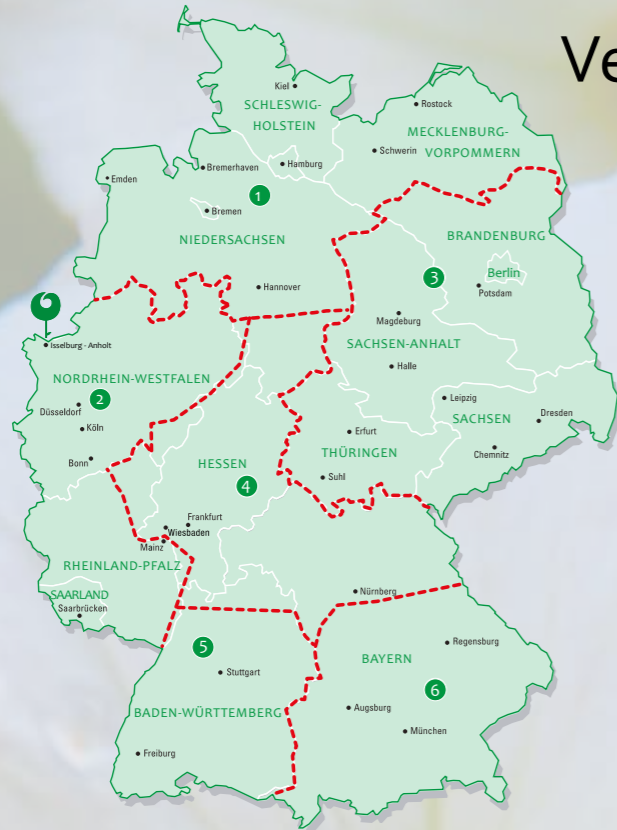 Ve
Kiel
SCHLESWIG-
HOLSTEIN
Rostock
MECKLENBURG-
VORPOMMERN
Schwerin
Hamburg
Bremerhaven
Emden
1
Bremen
NIEDERSACHSEN
BRANDENBURG
Berlin
3
Potsdam
Hannover
Magdeburg
Isselburg - Anholt
SACHSEN-ANHALT
Halle
NORDRHEIN-WESTFALEN
2
Düsseldorf
Köln
Leipzig
SACHSEN
Dresden
Erfurt
THÜRINGEN
Chemnitz
Bonn
HESSEN
Suhl
4
Frankfurt
Wiesbaden
Mainz
RHEINLAND-PFALZ
SAARLAND
Saarbrücken
Nürnberg
5
Regensburg
BAYERN
Stuttgart
6
Augsburg
BADEN-WÜRTTEMBERG
München
Freiburg